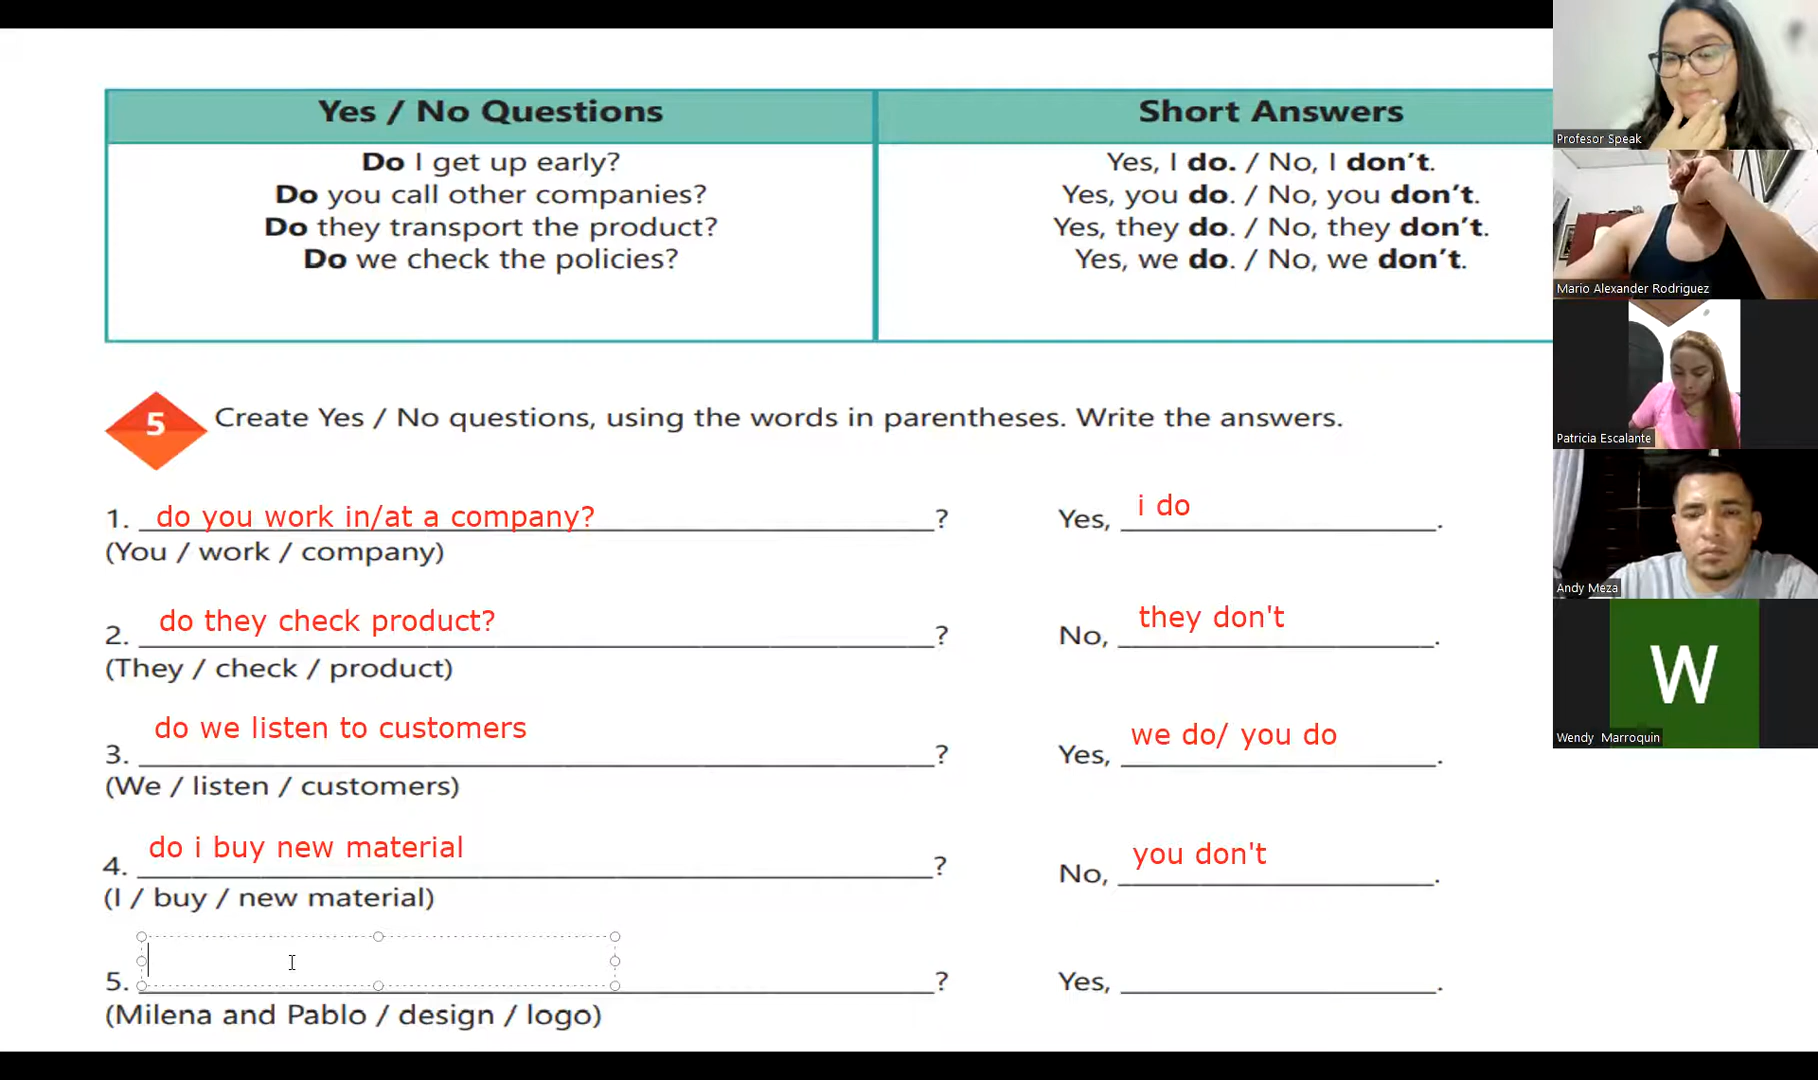 Yes / No Questions
Short Answers
Do I get up early?
Yes, I do. / No, I don't.
Do you call other companies?
Yes, you do. / No, you don't.
Do they transport the product?
Yes, they do. / No, they don't.
Do we check the policies?
Yes, we do. / No, we don't.
5 Create Yes / No questions, using the words in parentheses. Write the answers.
1. do you work in/at a company? ?
Yes, i do .
(You / work / company)
2. do they check product? ?
No, they don't .
(They / check / product)
3. do we listen to customers ?
Yes, we do/ you do .
(We / listen / customers)
4. do i buy new material ?
No, you don't .
(I / buy / new material)
5. ?
Yes, .
(Milena and Pablo / design / logo)
Profesor Speak
Mario Alexander Rodriguez
Patricia Escalante
Andy Meza
W
Wendy Marroquin